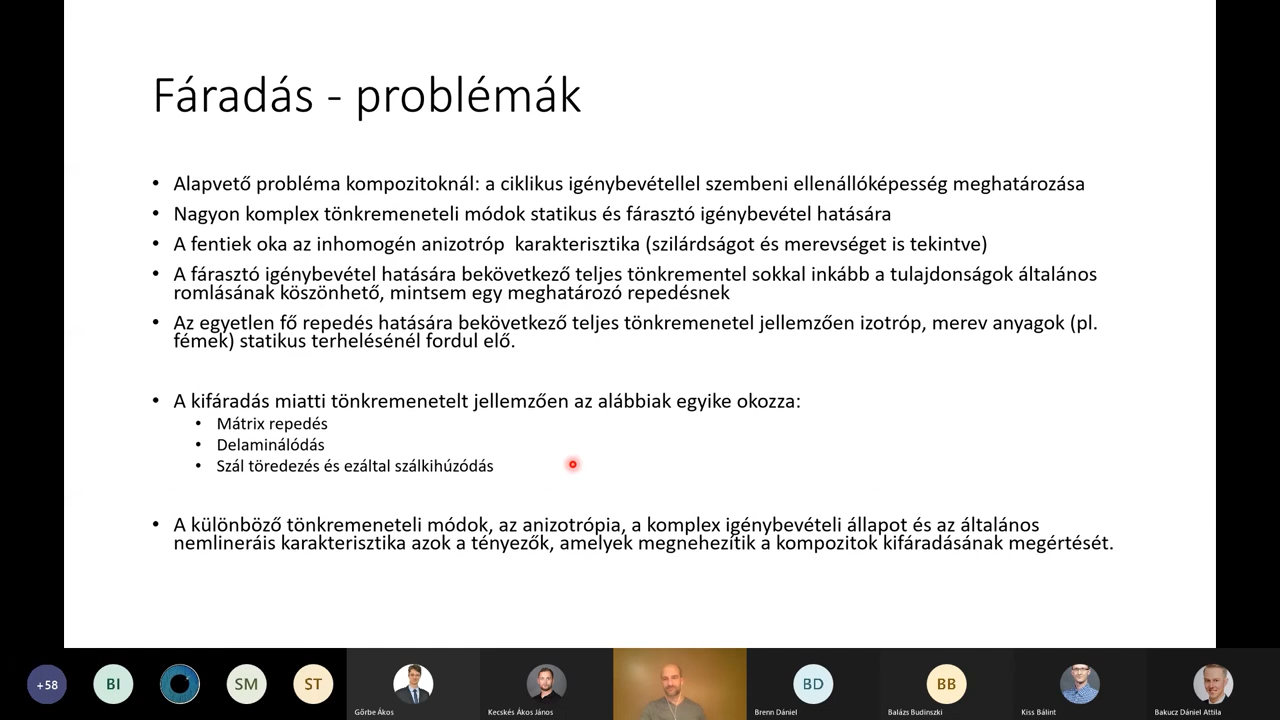 Fáradás - problémák
• Alapvető probléma kompozitoknál: a ciklikus igénybevétellel szembeni ellenállóképesség meghatározása
• Nagyon komplex tönkremeneteli módok statikus és fárasztó igénybevétel hatására
• A fentiek oka az inhomogén anizotróp karakterisztika (szilárdságot és merevséget is tekintve)
• A fárasztó igénybevétel hatására bekövetkező teljes tönkrementel sokkal inkább a tulajdonságok általános
romlásának köszönhető, mintsem egy meghatározó repedésnek
• Az egyetlen fő repedés hatására bekövetkező teljes tönkremenetel jellemzően izotróp, merev anyagok (pl.
fémek) statikus terhelésénél fordul elő.
• A kifáradás miatti tönkremenetelt jellemzően az alábbiak egyike okozza:
• Mátrix repedés
• Delaminálódás
• Szál töredezés és ezáltal szálkihúzódás
• A különböző tönkremeneteli módok, az anizotrópia, a komplex igénybevételi állapot és az általános
nemlineráis karakterisztika azok a tényezők, amelyek megnehezítik a kompozitok kifáradásának megértését.
+58
BI
SM
ST
BD
BB
Gőrbe Ákos
Kecskés Ákos János
Brenn Dániel
Balázs Budinszki
Kiss Bálint
Bakucz Dániel Attila